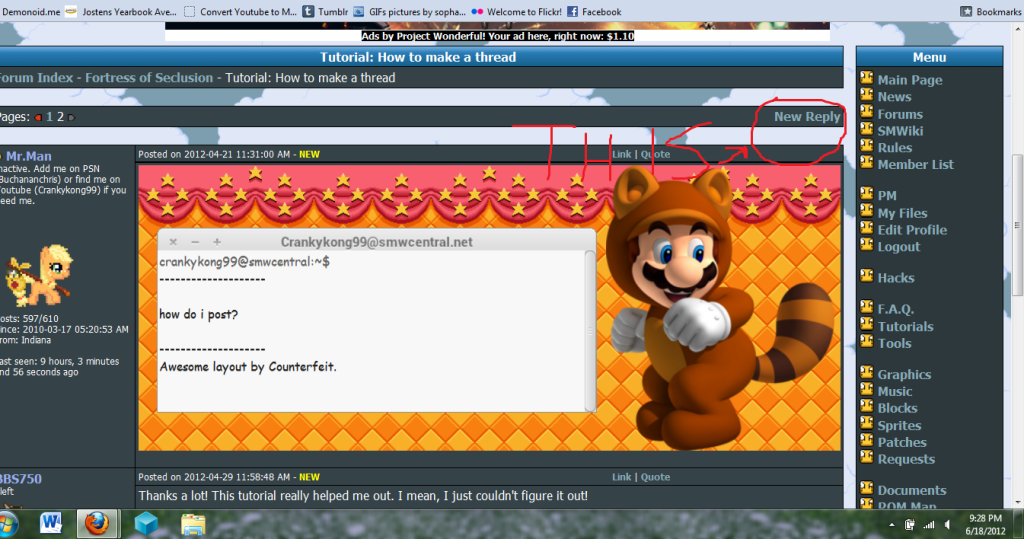 Demonoid.me Jostens Yearbook Ave... Convert Youtube to M... Tumblr GIFs pictures by sopha... Welcome to Flickr! Facebook Bookmarks
Ads by Project Wonderful! Your ad here, right now: $1.10
Tutorial: How to make a thread
Forum Index - Fortress of Seclusion - Tutorial: How to make a thread
Pages: 1 2
New Reply
THIS
Mr.Man
nactive. Add me on PSN
Buchananchrs) or find me on
Youtube (Crankykong99) if you
eed me.
osts: 597/610
ince: 2010-03-17 05:20:53 AM
rom: Indiana
ast seen: 9 hours, 3 minutes
nd 56 seconds ago
Posted on 2012-04-21 11:31:00 AM - NEW
Link | Quote
Crankykong99@smwcentral.net
crankykong99@smwcentral:~$
--------------------
how do i post?
--------------------
Awesome layout by Counterfeit.
BBS750
left
Posted on 2012-04-29 11:58:48 AM - NEW
Link | Quote
Thanks a lot! This tutorial really helped me out. I mean, I just couldn't figure it out!
Menu
Main Page
News
Forums
SMWiki
Rules
Member List
PM
My Files
Edit Profile
Logout
Hacks
F.A.Q.
Tutorials
Tools
Graphics
Music
Blocks
Sprites
Patches
Requests
Documents
ROM Map
9:28 PM
6/18/2012